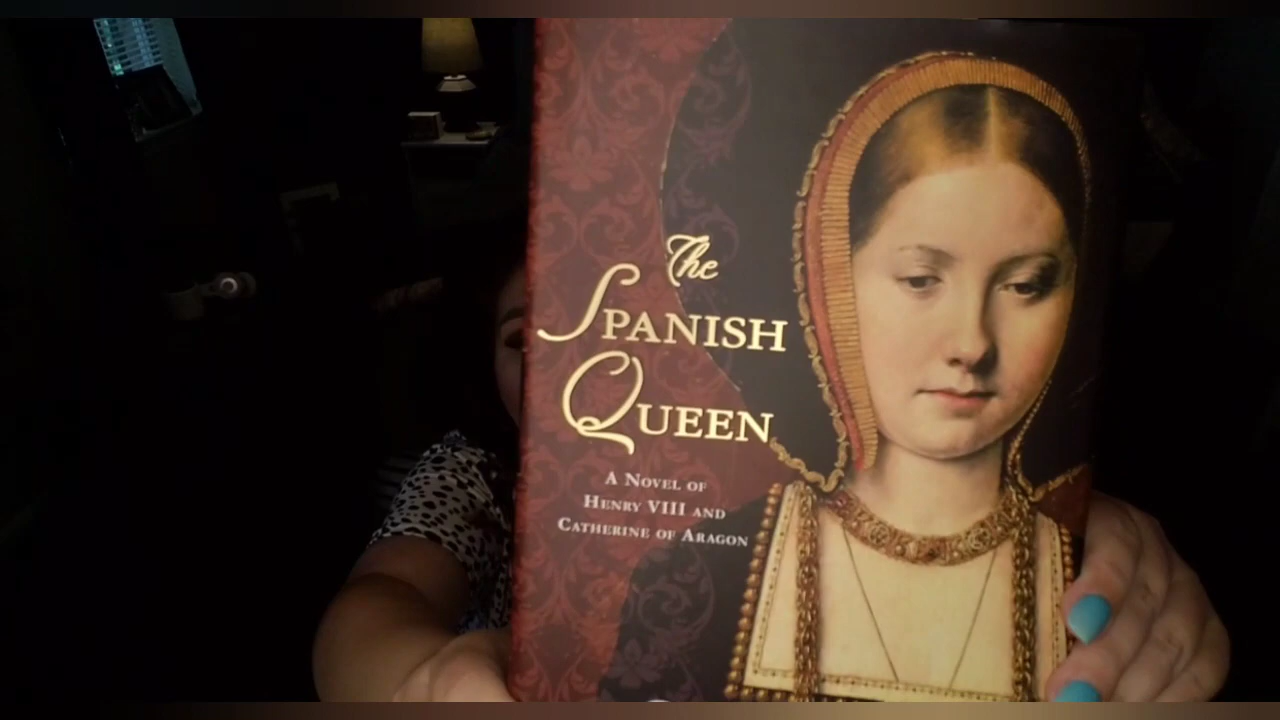 The
Spanish
Queen
A Novel of
Henry VIII and
Catherine of Aragon